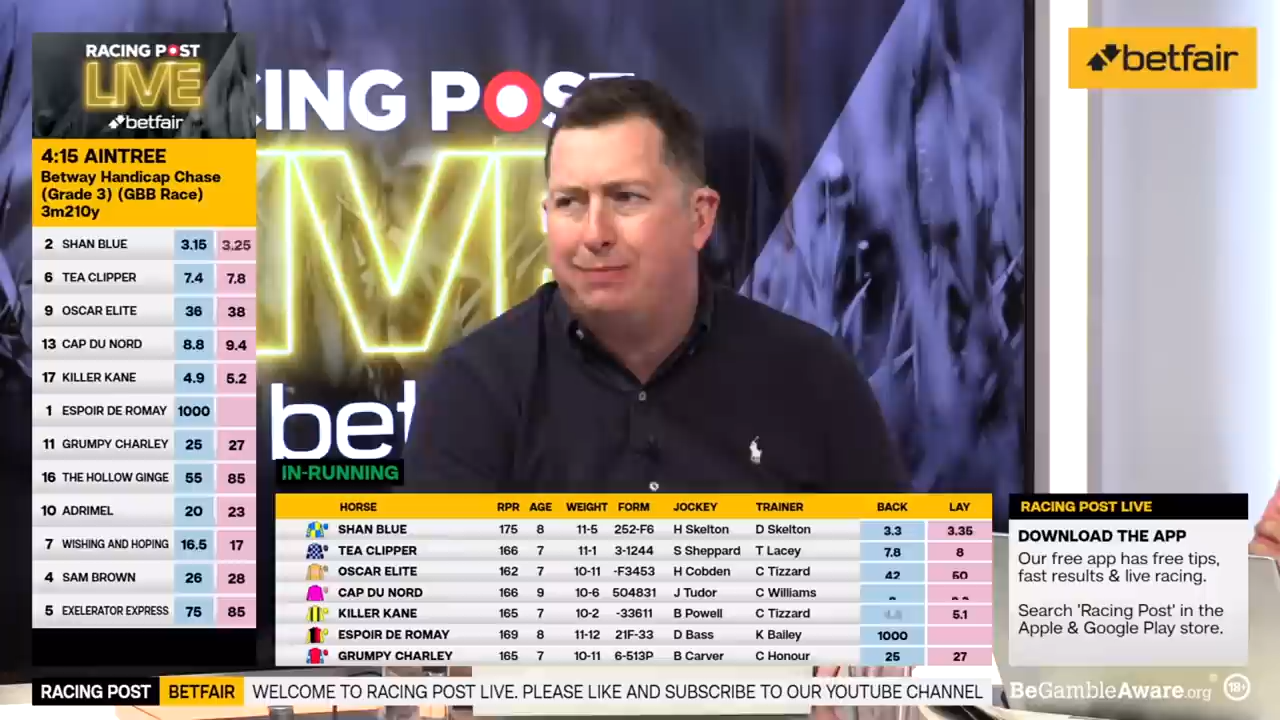 RACING POST
LIVE
betfair
4:15 AINTREE
Betway Handicap Chase
(Grade 3) (GBB Race)
3m210y
2 SHAN BLUE 3.15 3.25
6 TEA CLIPPER 7.4 7.8
9 OSCAR ELITE 36 38
13 CAP DU NORD 8.8 9.4
17 KILLER KANE 4.9 5.2
1 ESPOIR DE ROMAY 1000
11 GRUMPY CHARLEY 25 27
16 THE HOLLOW GINGE 55 85
10 ADRIMEL 20 23
7 WISHING AND HOPING 16.5 17
4 SAM BROWN 26 28
5 EXELERATOR EXPRESS 75 85
CING POS
bet
betfair
IN-RUNNING
HORSE RPR AGE WEIGHT FORM JOCKEY TRAINER BACK LAY
SHAN BLUE 175 8 11-5 252-F6 H Skelton D Skelton 3.3 3.35
TEA CLIPPER 166 7 11-1 3-1244 S Sheppard T Lacey 7.8 8
OSCAR ELITE 162 7 10-11 -F3453 H Cobden C Tizzard 42 50
CAP DU NORD 166 9 10-6 504831 J Tudor C Williams
KILLER KANE 165 7 10-2 -33611 B Powell C Tizzard 5.1
ESPOIR DE ROMAY 169 8 11-12 21F-33 D Bass K Bailey 1000
GRUMPY CHARLEY 165 7 10-11 6-513P B Carver C Honour 25 27
RACING POST LIVE
DOWNLOAD THE APP
Our free app has free tips,
fast results & live racing.
Search 'Racing Post' in the
Apple & Google Play store.
RACING POST BETFAIR WELCOME TO RACING POST LIVE. PLEASE LIKE AND SUBSCRIBE TO OUR YOUTUBE CHANNEL
BeGambleAware.org 18+